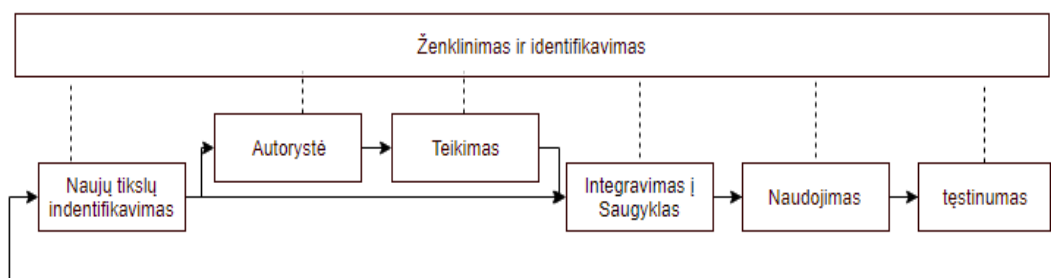 Ženklinimas ir identifikavimas
Autorystė
Teikimas
Naujų tikslų
indentifikavimas
Integravimas į
Saugyklas
Naudojimas
tęstinumas